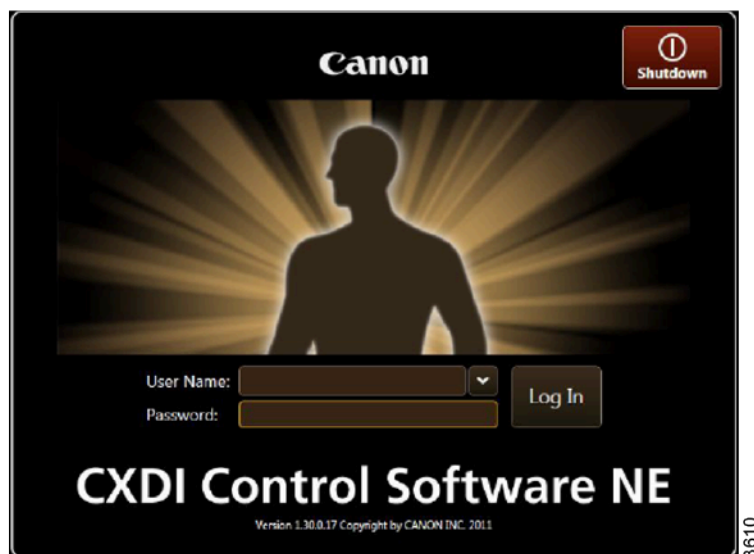 Canon
Shutdown
User Name:
Password:
Log In
CXDI Control Software NE
Version 1.30.0.17 Copyright by CANON INC. 2011
610